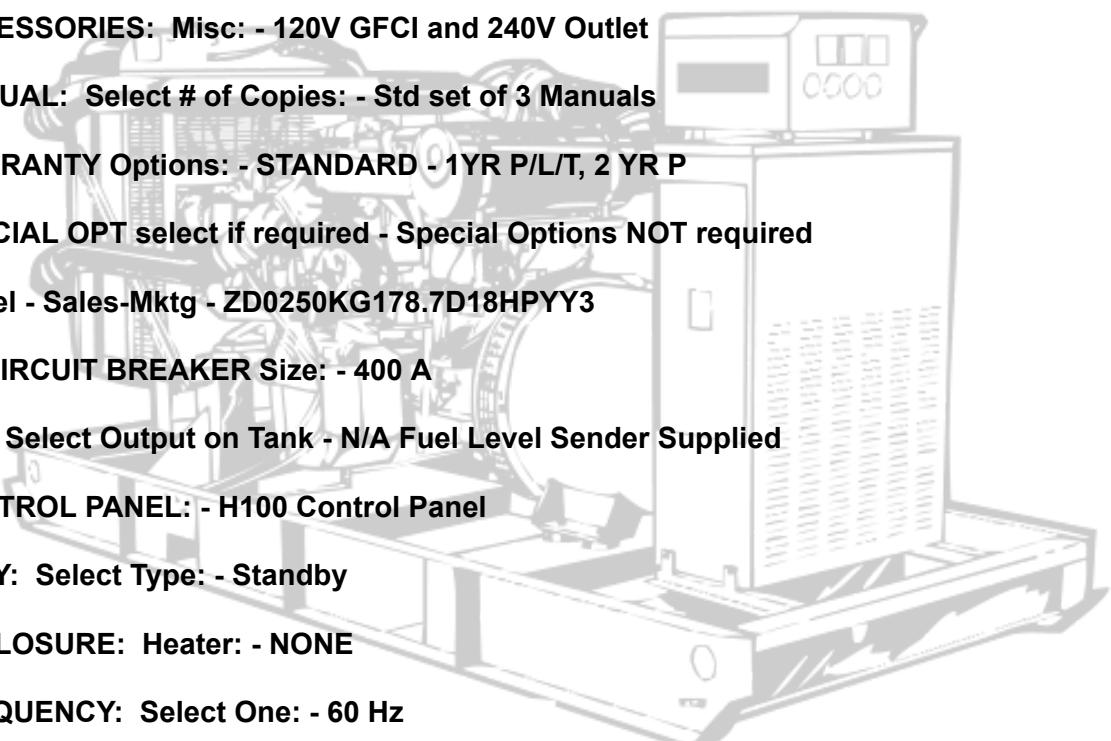 ESSORIES: Misc: - 120V GFCI and 240V Outlet
UAL: Select # of Copies: - Std set of 3 Manuals
RANTY Options: - STANDARD - 1YR P/L/T, 2 YR P
CIAL OPT select if required - Special Options NOT required
el - Sales-Mktg - ZD0250KG178.7D18HPYY3
IRCUIT BREAKER Size: - 400 A
Select Output on Tank - N/A Fuel Level Sender Supplied
TROL PANEL: - H100 Control Panel
Y: Select Type: - Standby
LOSURE: Heater: - NONE
QUENCY: Select One: - 60 Hz